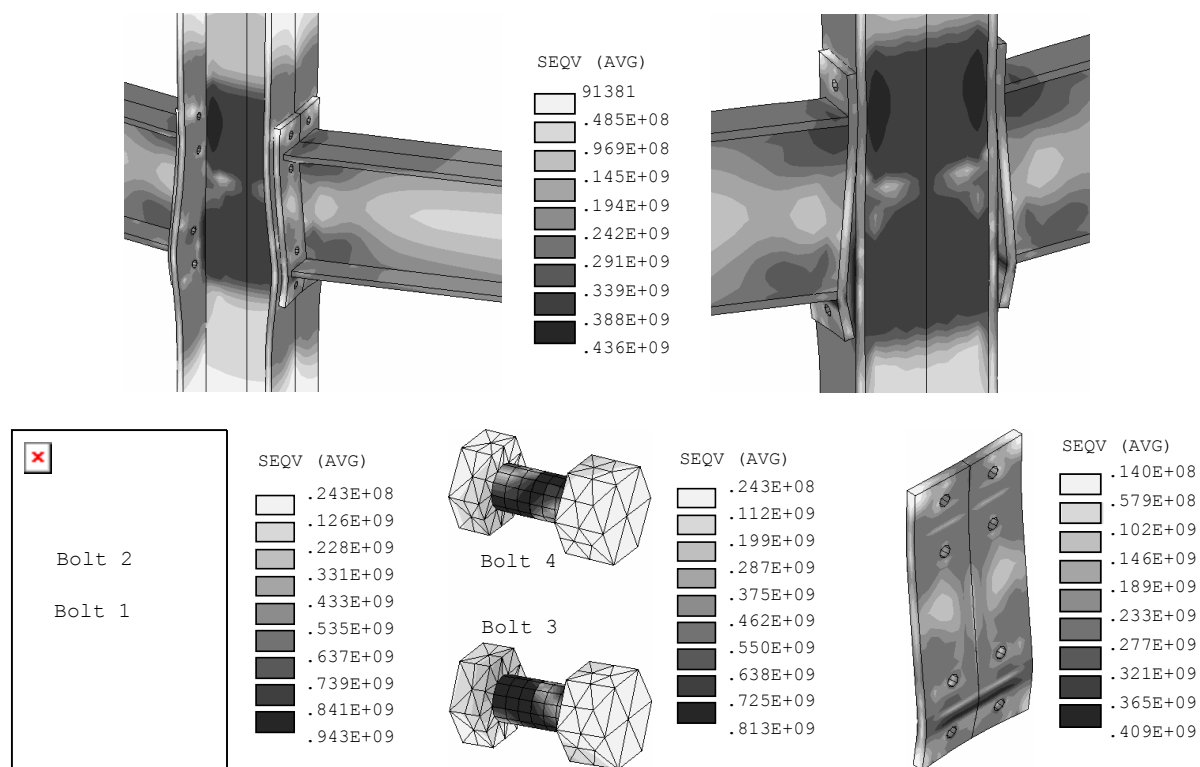 SEQV (AVG)
91381
.485E+08
.969E+08
.145E+09
.194E+09
.242E+09
.291E+09
.339E+09
.388E+09
.436E+09
Bolt 2
Bolt 1
SEQV (AVG)
.243E+08
.126E+09
.228E+09
.331E+09
.433E+09
.535E+09
.637E+09
.739E+09
.841E+09
.943E+09
Bolt 4
Bolt 3
SEQV (AVG)
.243E+08
.112E+09
.199E+09
.287E+09
.375E+09
.462E+09
.550E+09
.638E+09
.725E+09
.813E+09
SEQV (AVG)
.140E+08
.579E+08
.102E+09
.146E+09
.189E+09
.233E+09
.277E+09
.321E+09
.365E+09
.409E+09